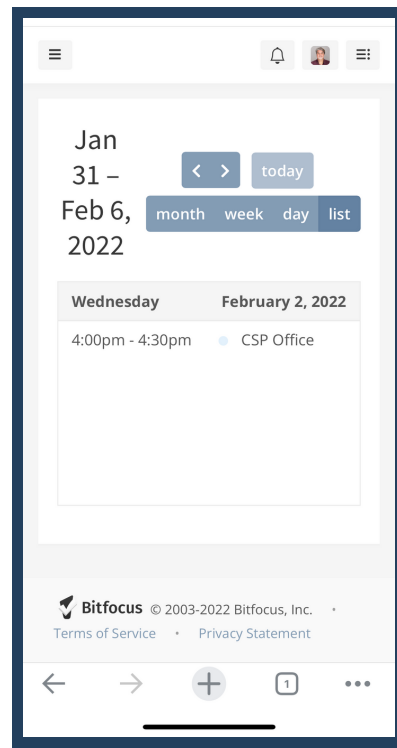 Jan
31 –
Feb 6,
2022
today
month week day list
Wednesday February 2, 2022
4:00pm - 4:30pm CSP Office
Bitfocus © 2003-2022 Bitfocus, Inc. •
Terms of Service • Privacy Statement
1